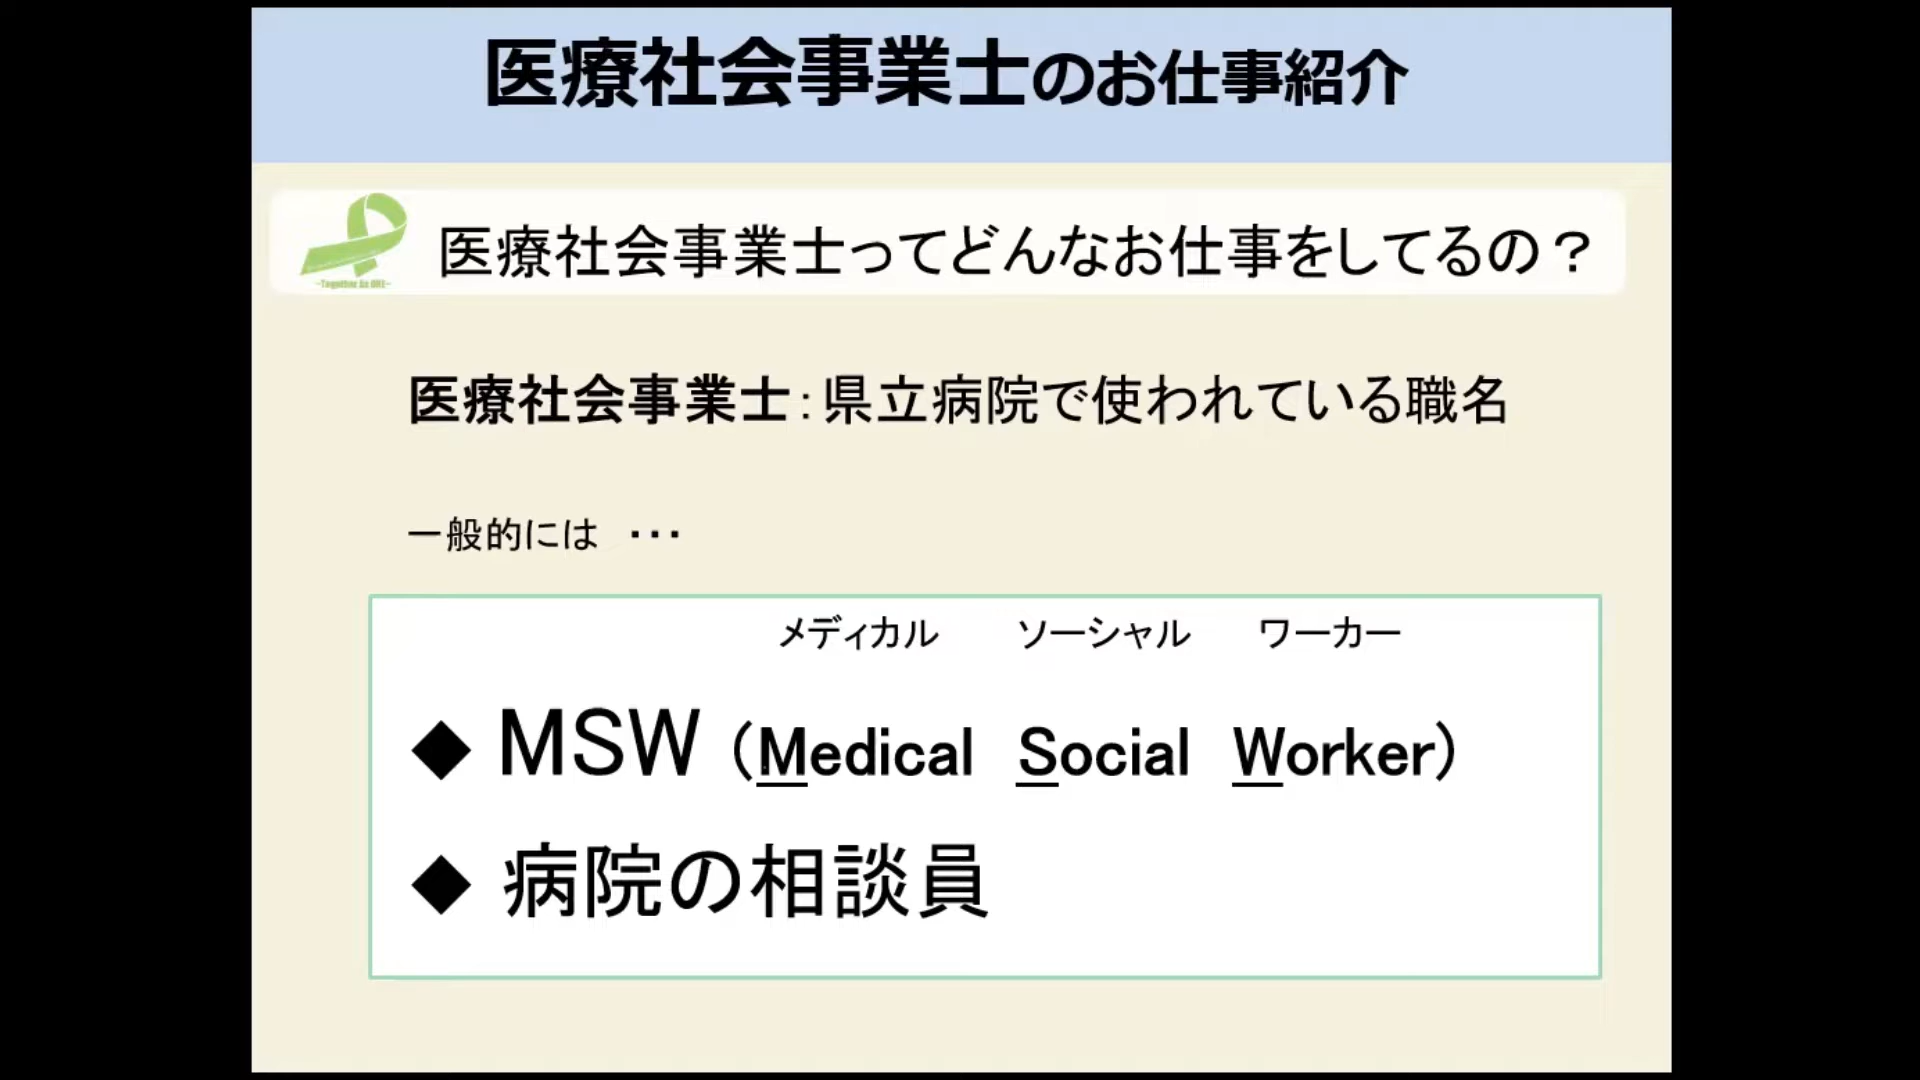 医療社会事業士のお仕事紹介
医療社会事業士ってどんなお仕事をしてるの？
-Together As ONE-
医療社会事業士：県立病院で使われている職名
一般的には　・・・
メディカル　ソーシャル　ワーカー
◆ MSW（Medical Social Worker）
◆ 病院の相談員